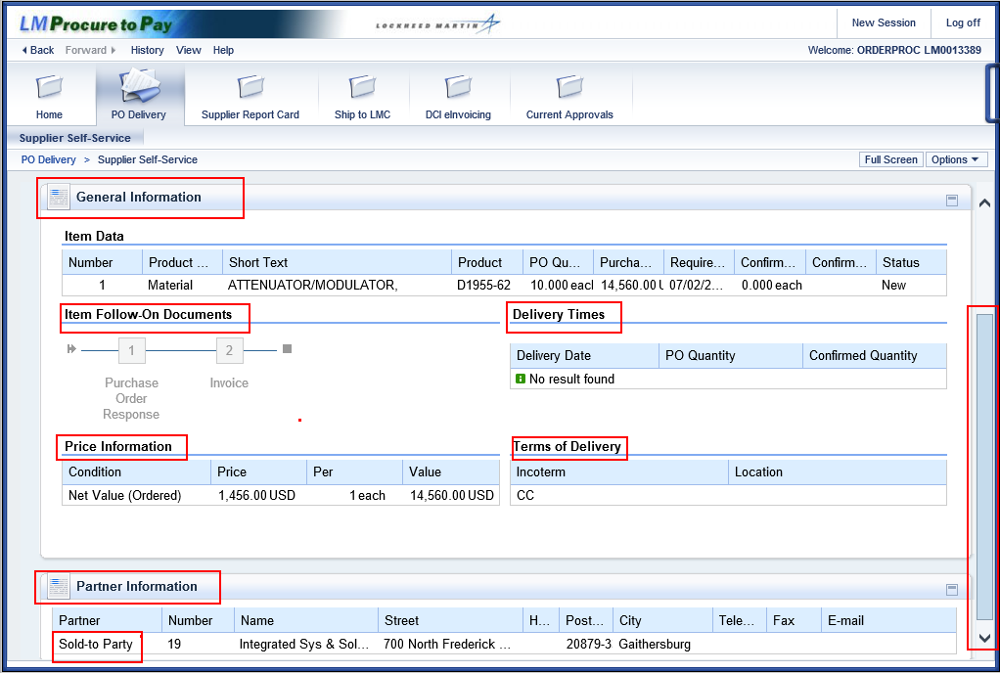 LM Procure to Pay LOCKHEED MARTIN New Session Log off
Back Forward History View Help Welcome: ORDERPROC LM0013389
Home PO Delivery Supplier Report Card Ship to LMC DCI eInvoicing Current Approvals
Supplier Self-Service
PO Delivery > Supplier Self-Service Full Screen Options
General Information
Item Data
Number Product ... Short Text Product PO Qu... Purcha... Require... Confirm... Confirm... Status
1 Material ATTENUATOR/MODULATOR, D1955-62 10.000 each 14,560.00 07/02/2... 0.000 each New
Item Follow-On Documents Delivery Times
1 2
Purchase Order Response
Invoice
Delivery Date PO Quantity Confirmed Quantity
No result found
Price Information Terms of Delivery
Condition Price Per Value Incoterm Location
Net Value (Ordered) 1,456.00 USD 1 each 14,560.00 USD CC
Partner Information
Partner Number Name Street H... Post... City Tele... Fax E-mail
Sold-to Party 19 Integrated Sys & Sol... 700 North Frederick ... 20879-3 Gaithersburg